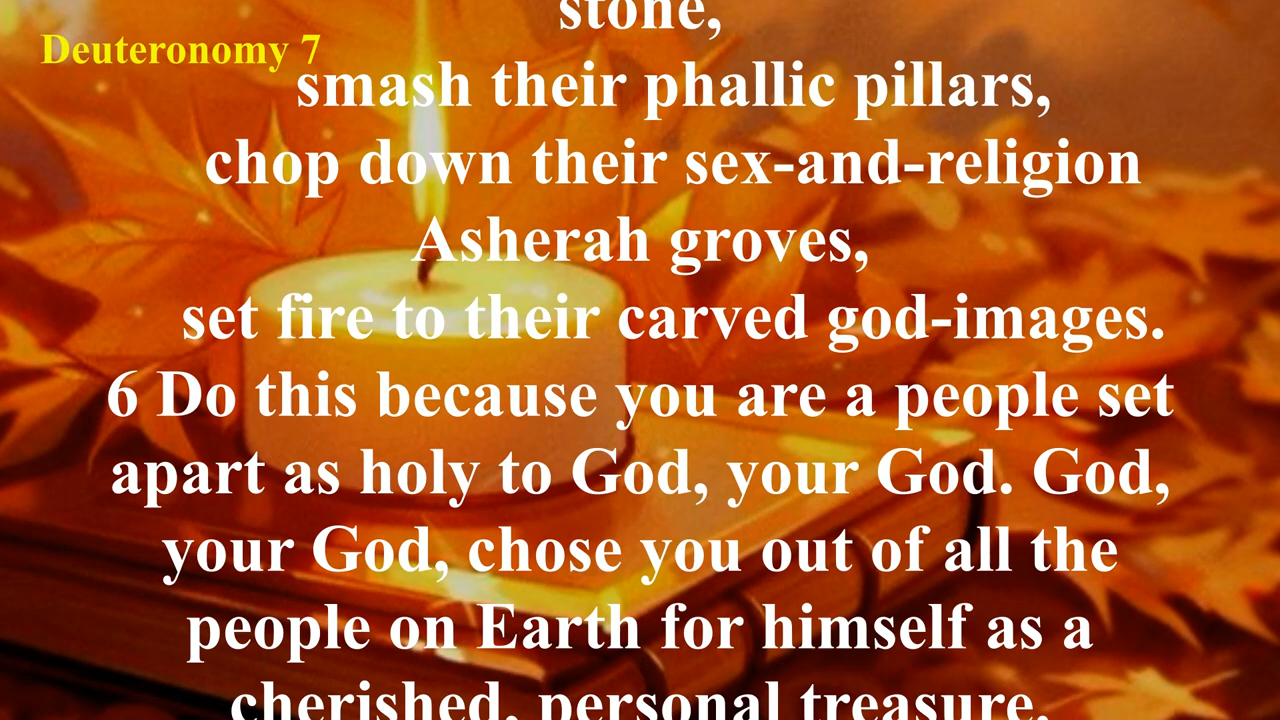 stone,
Deuteronomy 7
smash their phallic pillars,
chop down their sex-and-religion
Asherah groves,
set fire to their carved god-images.
6 Do this because you are a people set
apart as holy to God, your God. God,
your God, chose you out of all the
people on Earth for himself as a
cherished, personal treasure.